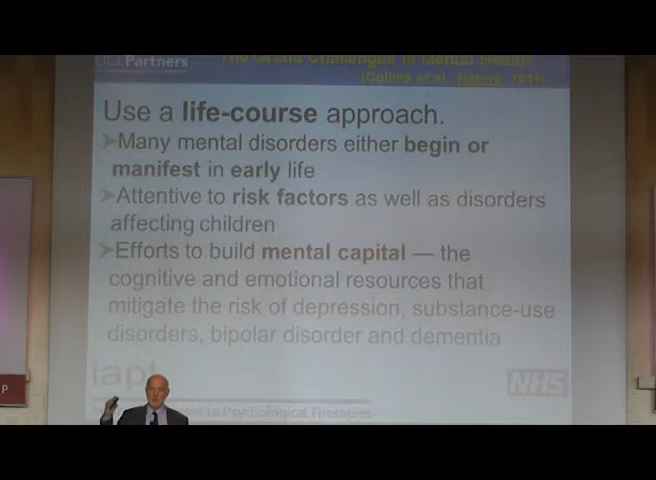 UCLPartners
The Grand Challenges in Mental Health
(Collins et al., Nature, 2011)
Use a life-course approach.
➤Many mental disorders either begin or
manifest in early life
➤Attentive to risk factors as well as disorders
affecting children
➤Efforts to build mental capital — the
cognitive and emotional resources that
mitigate the risk of depression, substance-use
disorders, bipolar disorder and dementia
iapt
NHS
to Psychological Therapies
P